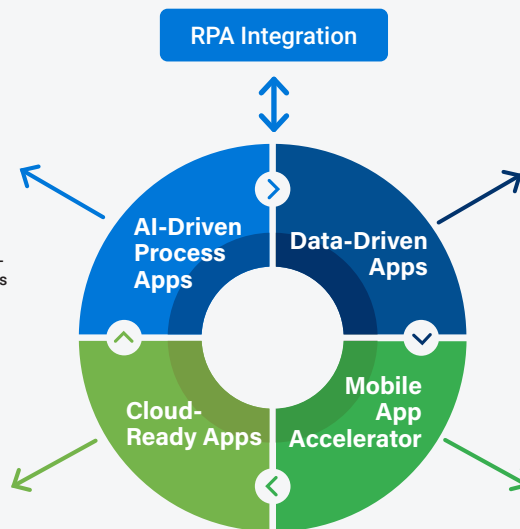 RPA Integration
AI-Driven
Process
Apps
Data-Driven
Apps
Cloud-
Ready Apps
Mobile
App
Accelerator